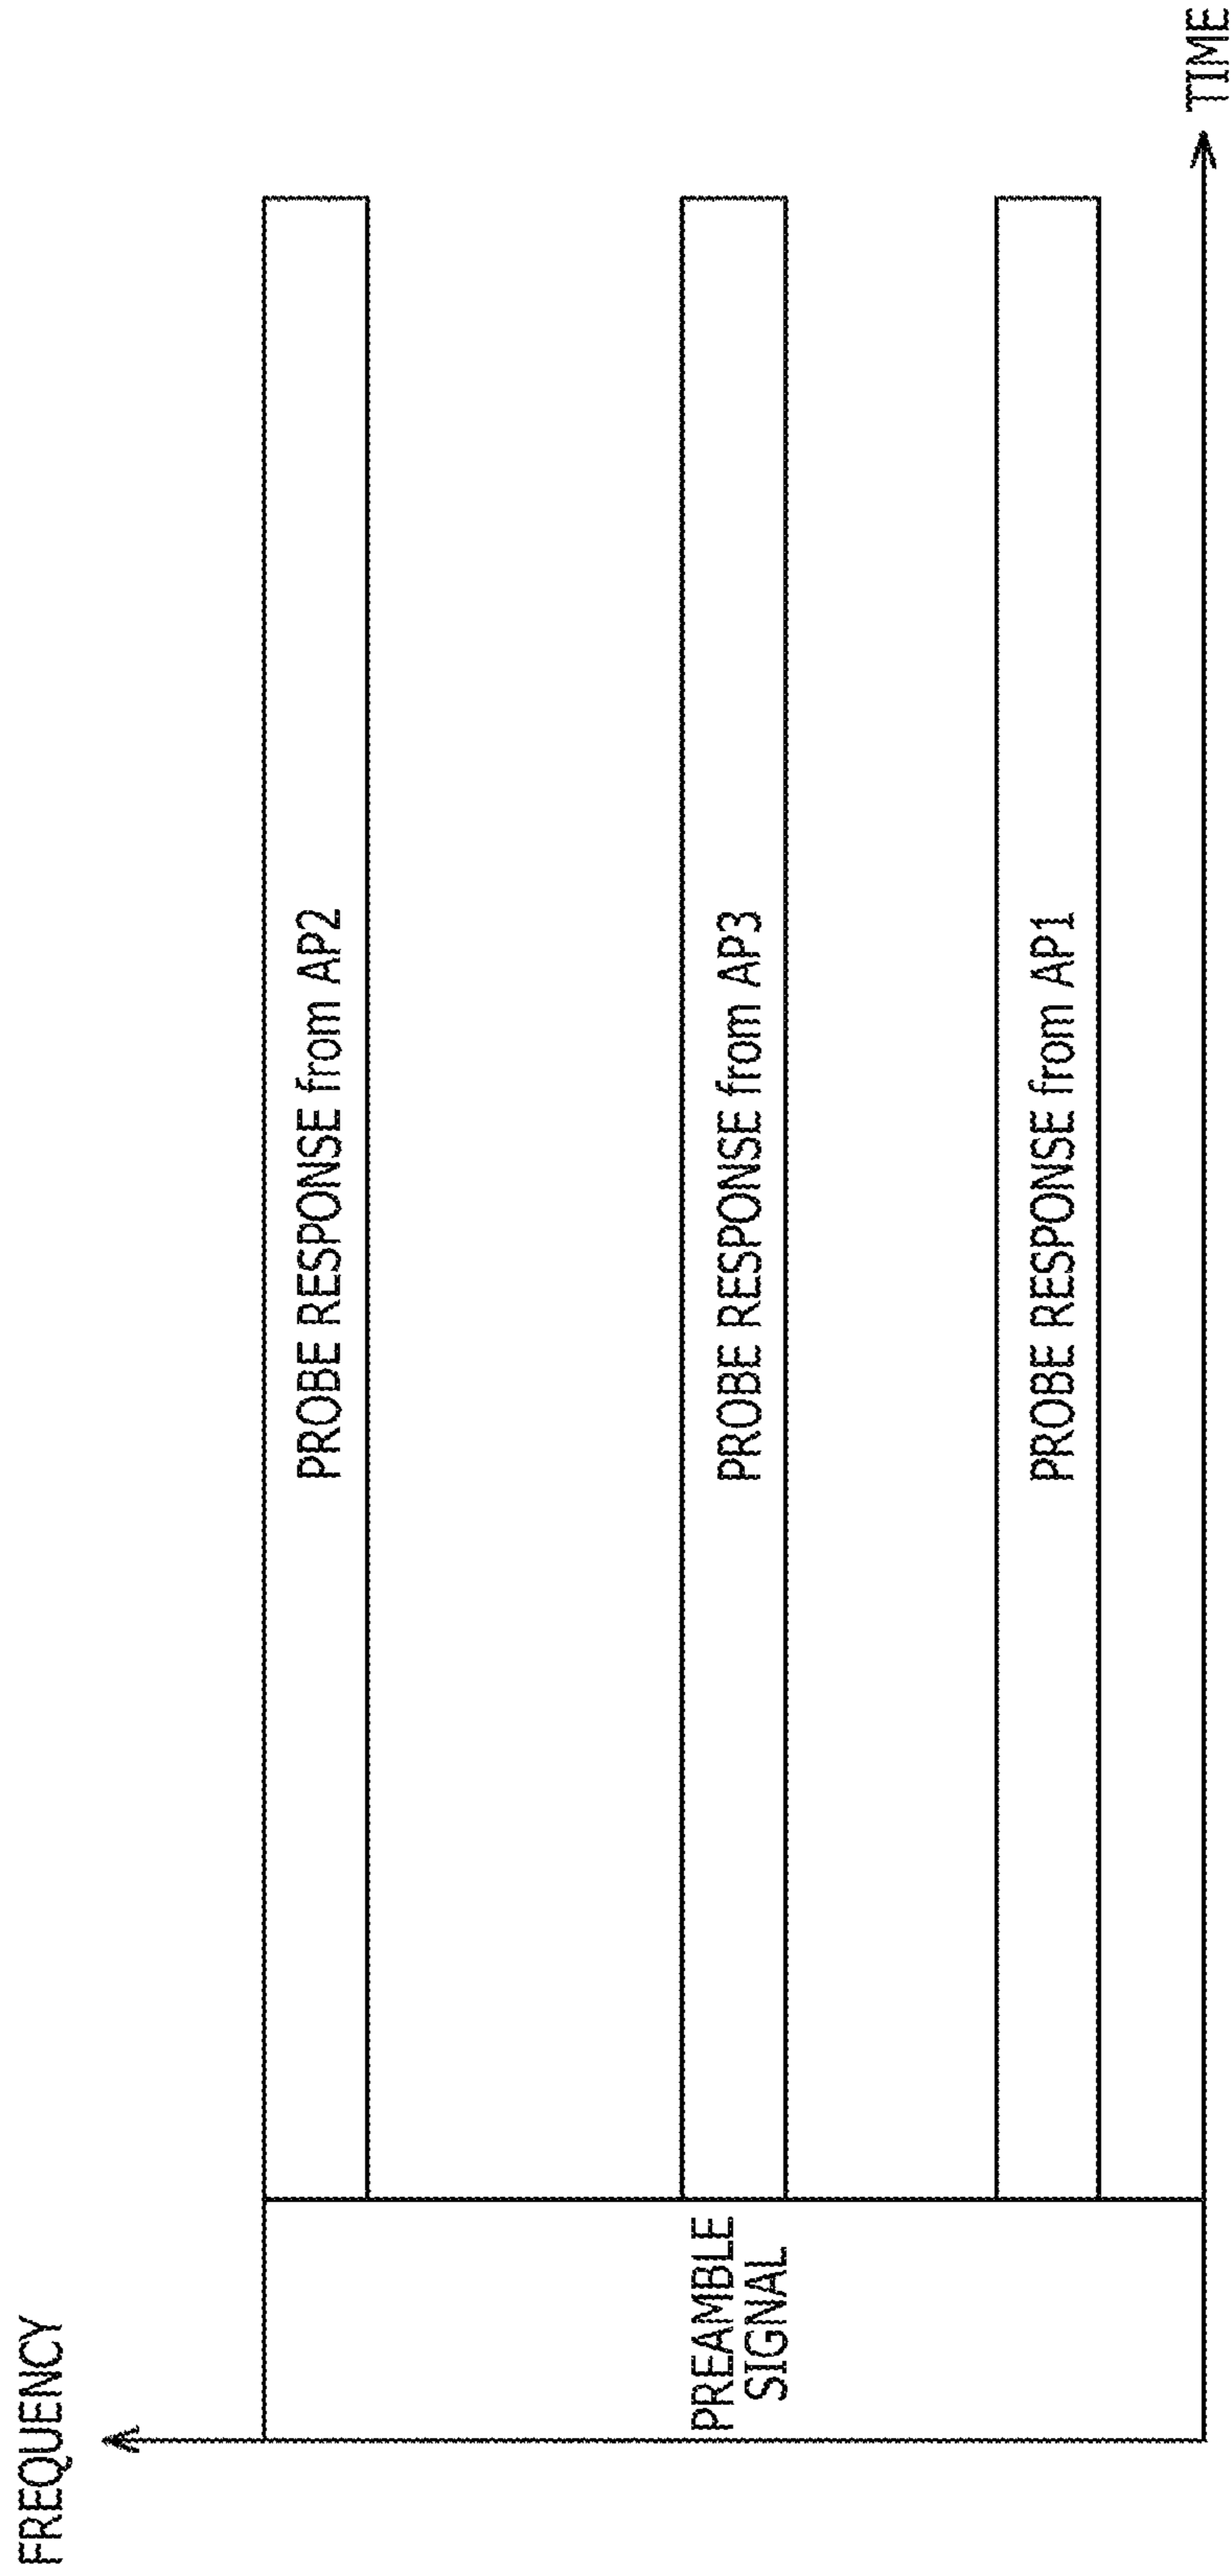 FREQUENCY
PROBE RESPONSE from AP2
PREAMBLE
SIGNAL
PROBE RESPONSE from AP3
PROBE RESPONSE from AP1
TIME